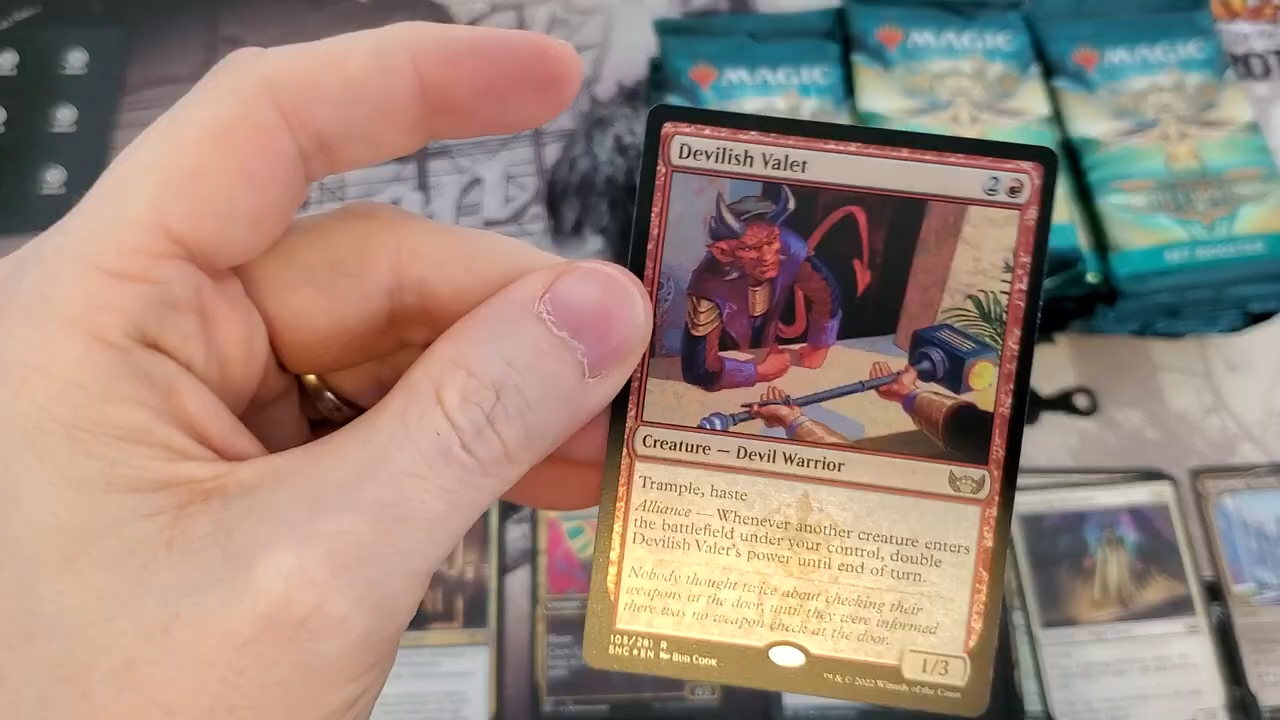 MAGIC
MAGIC
MAGIC
SET BOOSTER
Devilish Valet
2
Creature — Devil Warrior
Trample, haste
Alliance — Whenever another creature enters
the battlefield under your control, double
Devilish Valet's power until end of turn.
Nobody thought twice about checking their
weapons at the door, until they were informed
there was no weapon check at the door.
1/3
SNC★EN Bud Cook
™ & © 2022 Wizards of the Coast